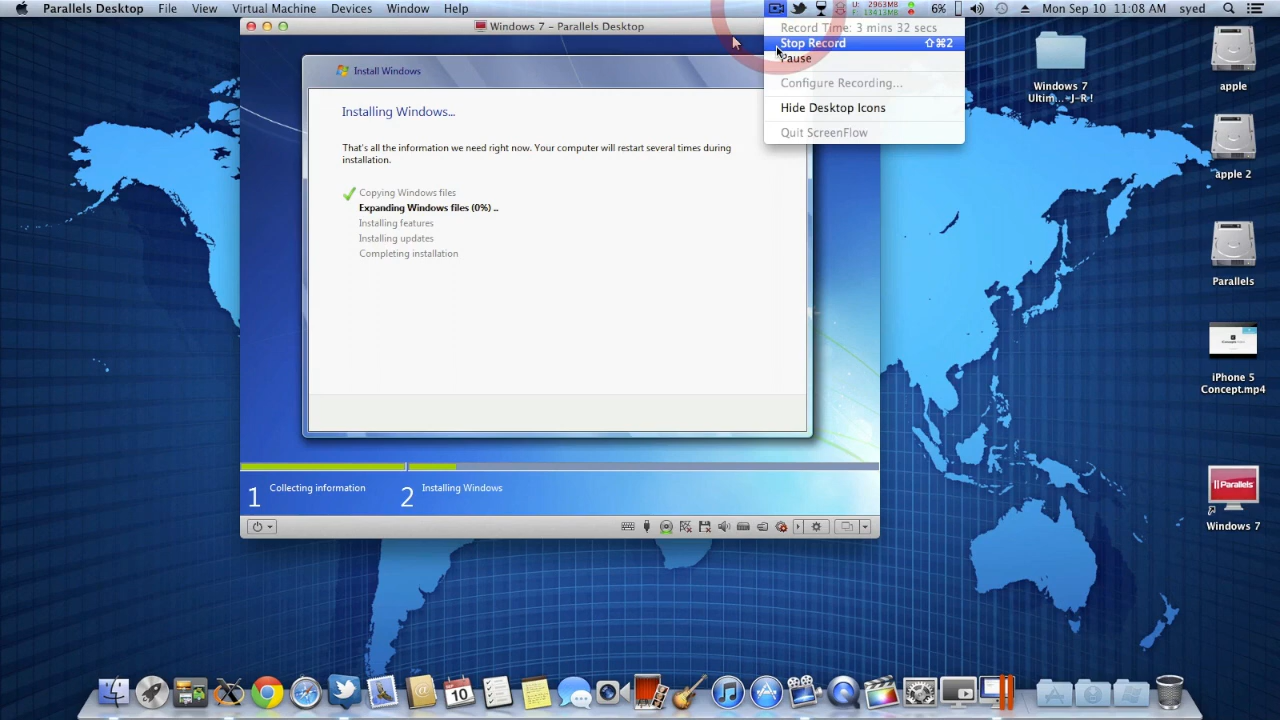 Parallels Desktop File View Virtual Machine Devices Window Help
U: 2963MB
F: 13413MB
6%
Mon Sep 10 11:08 AM syed
Windows 7 - Parallels Desktop
Record Time: 3 mins 32 secs
Stop Record ⇧⌘2
Pause
Configure Recording...
Hide Desktop Icons
Quit ScreenFlow
Install Windows
Installing Windows...
That's all the information we need right now. Your computer will restart several times during
installation.
Copying Windows files
Expanding Windows files (0%) ..
Installing features
Installing updates
Completing installation
1 Collecting information
2 Installing Windows
Windows 7
Ultim...-J-R !
apple
apple 2
Parallels
iPhone 5
Concept.mp4
Parallels
Windows 7
10